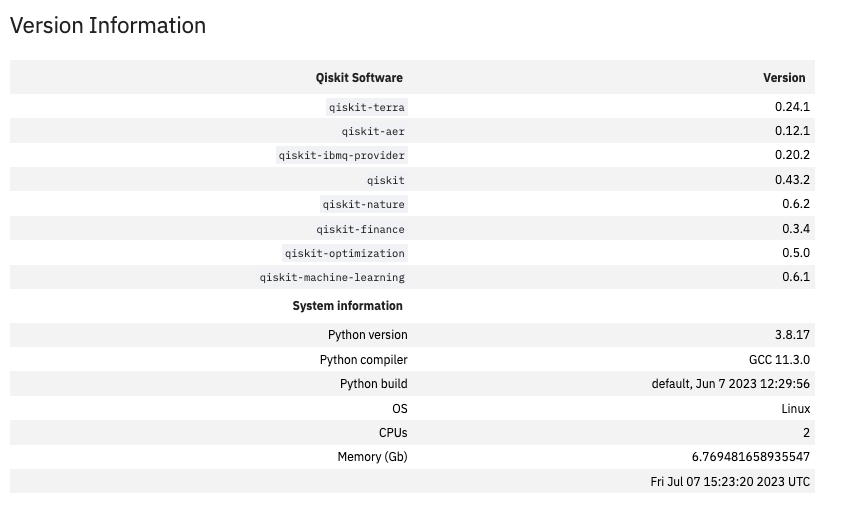 Version Information
Qiskit Software Version
qiskit-terra 0.24.1
qiskit-aer 0.12.1
qiskit-ibmq-provider 0.20.2
qiskit 0.43.2
qiskit-nature 0.6.2
qiskit-finance 0.3.4
qiskit-optimization 0.5.0
qiskit-machine-learning 0.6.1
System information
Python version 3.8.17
Python compiler GCC 11.3.0
Python build default, Jun 7 2023 12:29:56
OS Linux
CPUs 2
Memory (Gb) 6.769481658935547
Fri Jul 07 15:23:20 2023 UTC